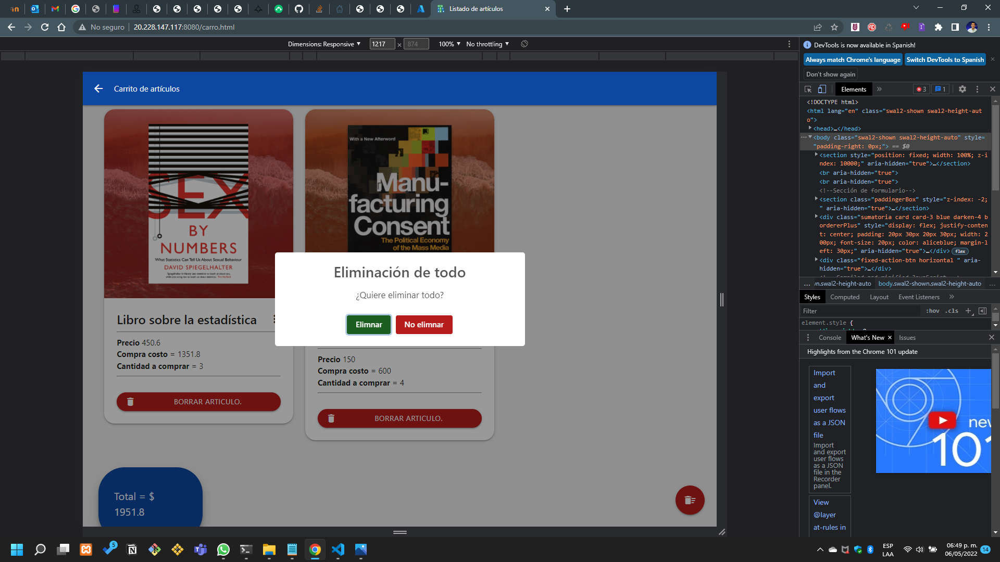 Listado de artículos
No seguro
20.228.147.117:8080/carro.html
Dimensions: Responsive
1217 × 874
100%
No throttling
DevTools is now available in Spanish!
Always match Chrome's language
Switch DevTools to Spanish
Don't show again
Elements
3
1
<!DOCTYPE html>
<html lang="en" class="swal2-shown swal2-height-aut
o">
<head>…</head>
<body class="swal2-shown swal2-height-auto" style=
"padding-right: 0px;"> == $0
<section style="position: fixed; width: 100%; z-i
ndex: 10000;" aria-hidden="true">…</section>
<br aria-hidden="true">
<br aria-hidden="true">
<!--Sección de formulario-->
<section class="paddingerBox" style="z-index: -2;
" aria-hidden="true">…</section>
<div class="sumatoria card card-3 blue darken-4 b
ordererPlus" style="display: flex; justify-conten
t: center; padding: 20px 30px 20px 30px; width: 2
00px; font-size: 20px; color: aliceblue; margin-l
eft: 30px;" aria-hidden="true">…</div> flex
<div class="fixed-action-btn horizontal " aria-
hidden="true">…</div>
… 'n.swal2-height-auto body.swal2-shown.swal2-height-auto …
Styles
Computed
Layout
Event Listeners
Filter
:hov .cls
element.style {
Console
What's New
Issues
Highlights from the Chrome 101 update
Import
and
export
user flows
as a JSON
file
Import
and export
user flows
as a JSON
file in the
Recorder
panel.
new
101
View
@layer
at-rules in
Carrito de artículos
SEX
BY
NUMBERS
What Statistics Can Tell Us About Sexual Behaviour
DAVID SPIEGELHALTER
With a New Afterword
Manu-
facturing
Consent
The Political Economy
of the Mass Media
Eliminación de todo
¿Quiere eliminar todo?
Elimnar
No elimnar
Libro sobre la estadística
Precio 450.6
Compra costo = 1351.8
Cantidad a comprar = 3
BORRAR ARTICULO.
Precio 150
Compra costo = 600
Cantidad a comprar = 4
BORRAR ARTICULO.
Total = $
1951.8
5
ESP
LAA
06:49 p. m.
06/05/2022
14